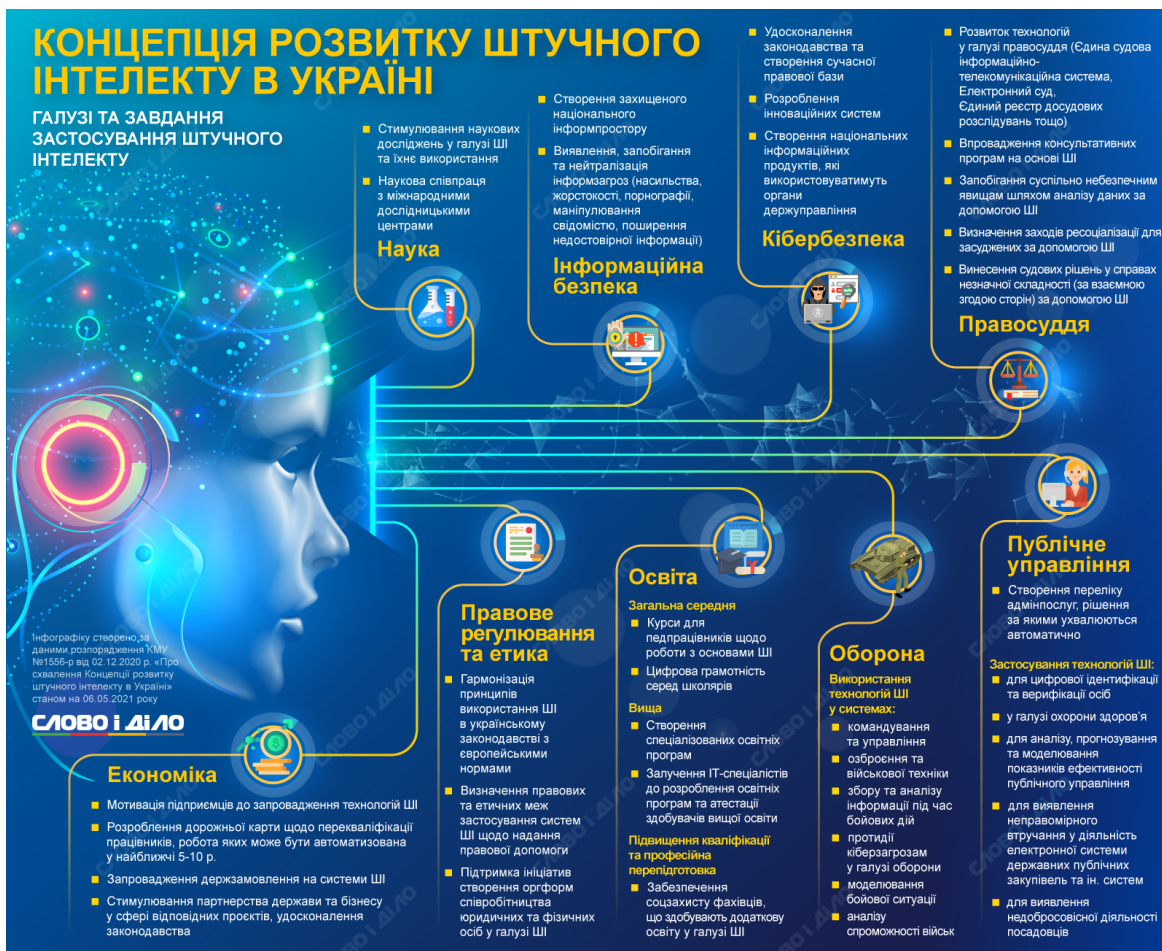 КОНЦЕПЦІЯ РОЗВИТКУ ШТУЧНОГО
ІНТЕЛЕКТУ В УКРАЇНІ
ГАЛУЗІ ТА ЗАВДАННЯ
ЗАСТОСУВАННЯ ШТУЧНОГО
ІНТЕЛЕКТУ
Стимулювання наукових
досліджень у галузі ШІ
та їхнє використання
Наукова співпраця
з міжнародними
дослідницькими
центрами
Наука
Створення захищеного
національного
інформпростору
Виявлення, запобігання
та нейтралізація
інформзагроз (насильства,
жорстокості, порнографії,
маніпулювання
свідомістю, поширення
недостовірної інформації)
Інформаційна
безпека
Удосконалення
законодавства та
створення сучасної
правової бази
Розроблення
інноваційних систем
Створення національних
інформаційних
продуктів, які
використовуватимуть
органи
держуправління
Кібербезпека
Розвиток технологій
у галузі правосуддя (Єдина судова
інформаційно-
телекомунікаційна система,
Електронний суд,
Єдиний реєстр досудових
розслідувань тощо)
Впровадження консультативних
програм на основі ШІ
Запобігання суспільно небезпечним
явищам шляхом аналізу даних за
допомогою ШІ
Визначення заходів ресоціалізації для
засуджених за допомогою ШІ
Винесення судових рішень у справах
незначної складності (за взаємною
згодою сторін) за допомогою ШІ
Правосуддя
Інфографіку створено за
даними розпорядження КМУ
№1556-р від 02.12.2020 р. «Про
схвалення Концепції розвитку
штучного інтелекту в Україні»
станом на 06.05.2021 року
СЛОВО і ДІЛО
Економіка
Мотивація підприємців до запровадження технологій ШІ
Розроблення дорожньої карти щодо перекваліфікації
працівників, робота яких може бути автоматизована
у найближчі 5-10 р.
Запровадження держзамовлення на системи ШІ
Стимулювання партнерства держави та бізнесу
у сфері відповідних проєктів, удосконалення
законодавства
Правове
регулювання
та етика
Гармонізація
принципів
використання ШІ
в українському
законодавстві з
європейськими
нормами
Визначення правових
та етичних меж
застосування систем
ШІ щодо надання
правової допомоги
Підтримка ініціатив
створення оргформ
співробітництва
юридичних та фізичних
осіб у галузі ШІ
Освіта
Загальна середня
Курси для
педпрацівників щодо
роботи з основами ШІ
Цифрова грамотність
серед школярів
Вища
Створення
спеціалізованих освітніх
програм
Залучення ІТ-спеціалістів
до розроблення освітніх
програм та атестації
здобувачів вищої освіти
Підвищення кваліфікації
та професійна
перепідготовка
Забезпечення
соцзахисту фахівців,
що здобувають додаткову
освіту у галузі ШІ
Оборона
Використання
технологій ШІ
у системах:
командування
та управління
озброєння та
військової техніки
збору та аналізу
інформації під час
бойових дій
протидії
кіберзагрозам
у галузі оборони
моделювання
бойової ситуації
аналізу
спроможності військ
Публічне
управління
Створення переліку
адмінпослуг, рішення
за якими ухвалюються
автоматично
Застосування технологій ШІ:
для цифрової ідентифікації
та верифікації осіб
у галузі охорони здоров'я
для аналізу, прогнозування
та моделювання
показників ефективності
публічного управління
для виявлення
неправомірного
втручання у діяльність
електронної системи
державних публічних
закупівель та ін. систем
для виявлення
недобросовісної діяльності
посадовців